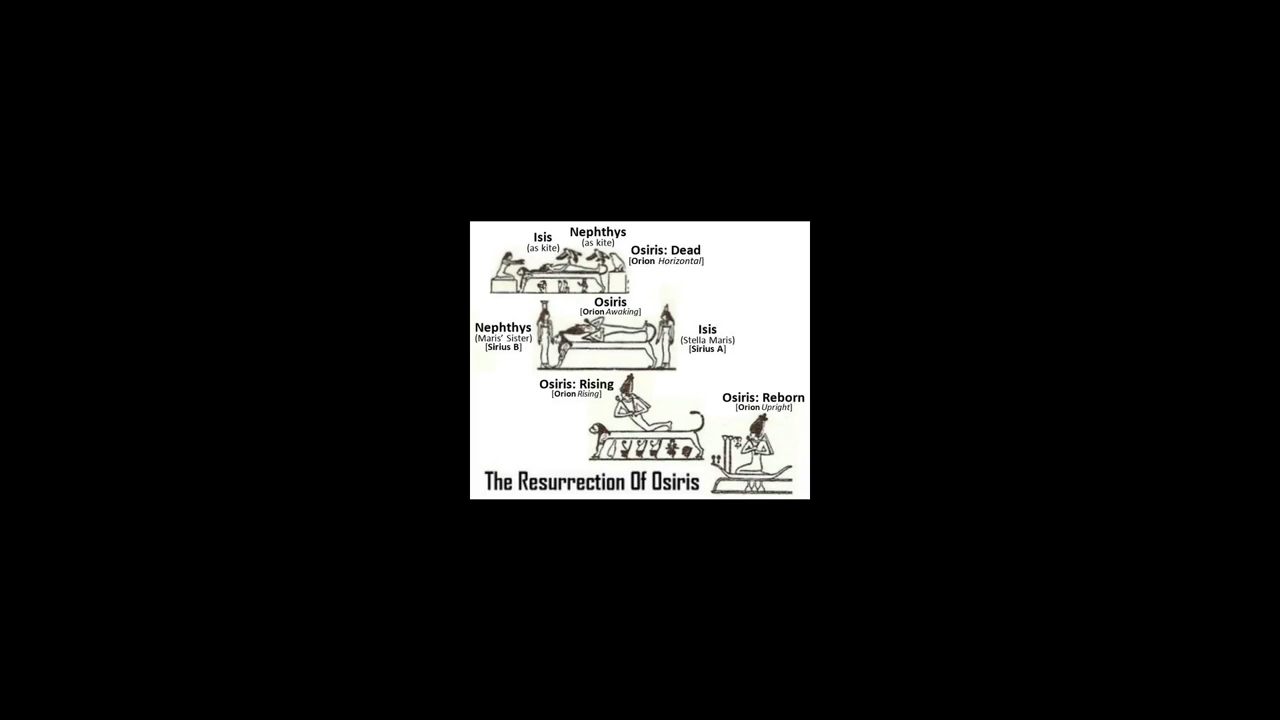 Isis
(as kite)
Nephthys
(as kite)
Osiris: Dead
[Orion Horizontal]
Osiris
[Orion Awaking]
Nephthys
(Maris' Sister)
[Sirius B]
Isis
(Stella Maris)
[Sirius A]
Osiris: Rising
[Orion Rising]
Osiris: Reborn
[Orion Upright]
The Resurrection Of Osiris